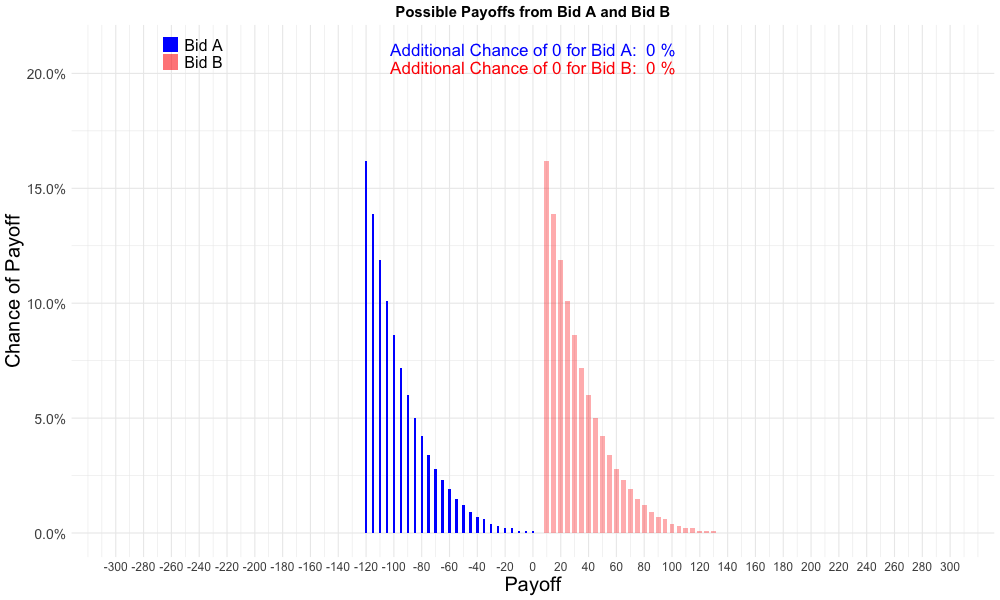 Possible Payoffs from Bid A and Bid B
Bid A
Bid B
Additional Chance of 0 for Bid A: 0 %
Additional Chance of 0 for Bid B: 0 %
Chance of Payoff
20.0%
15.0%
10.0%
5.0%
0.0%
-300 -280 -260 -240 -220 -200 -180 -160 -140 -120 -100 -80 -60 -40 -20 0 20 40 60 80 100 120 140 160 180 200 220 240 260 280 300
Payoff